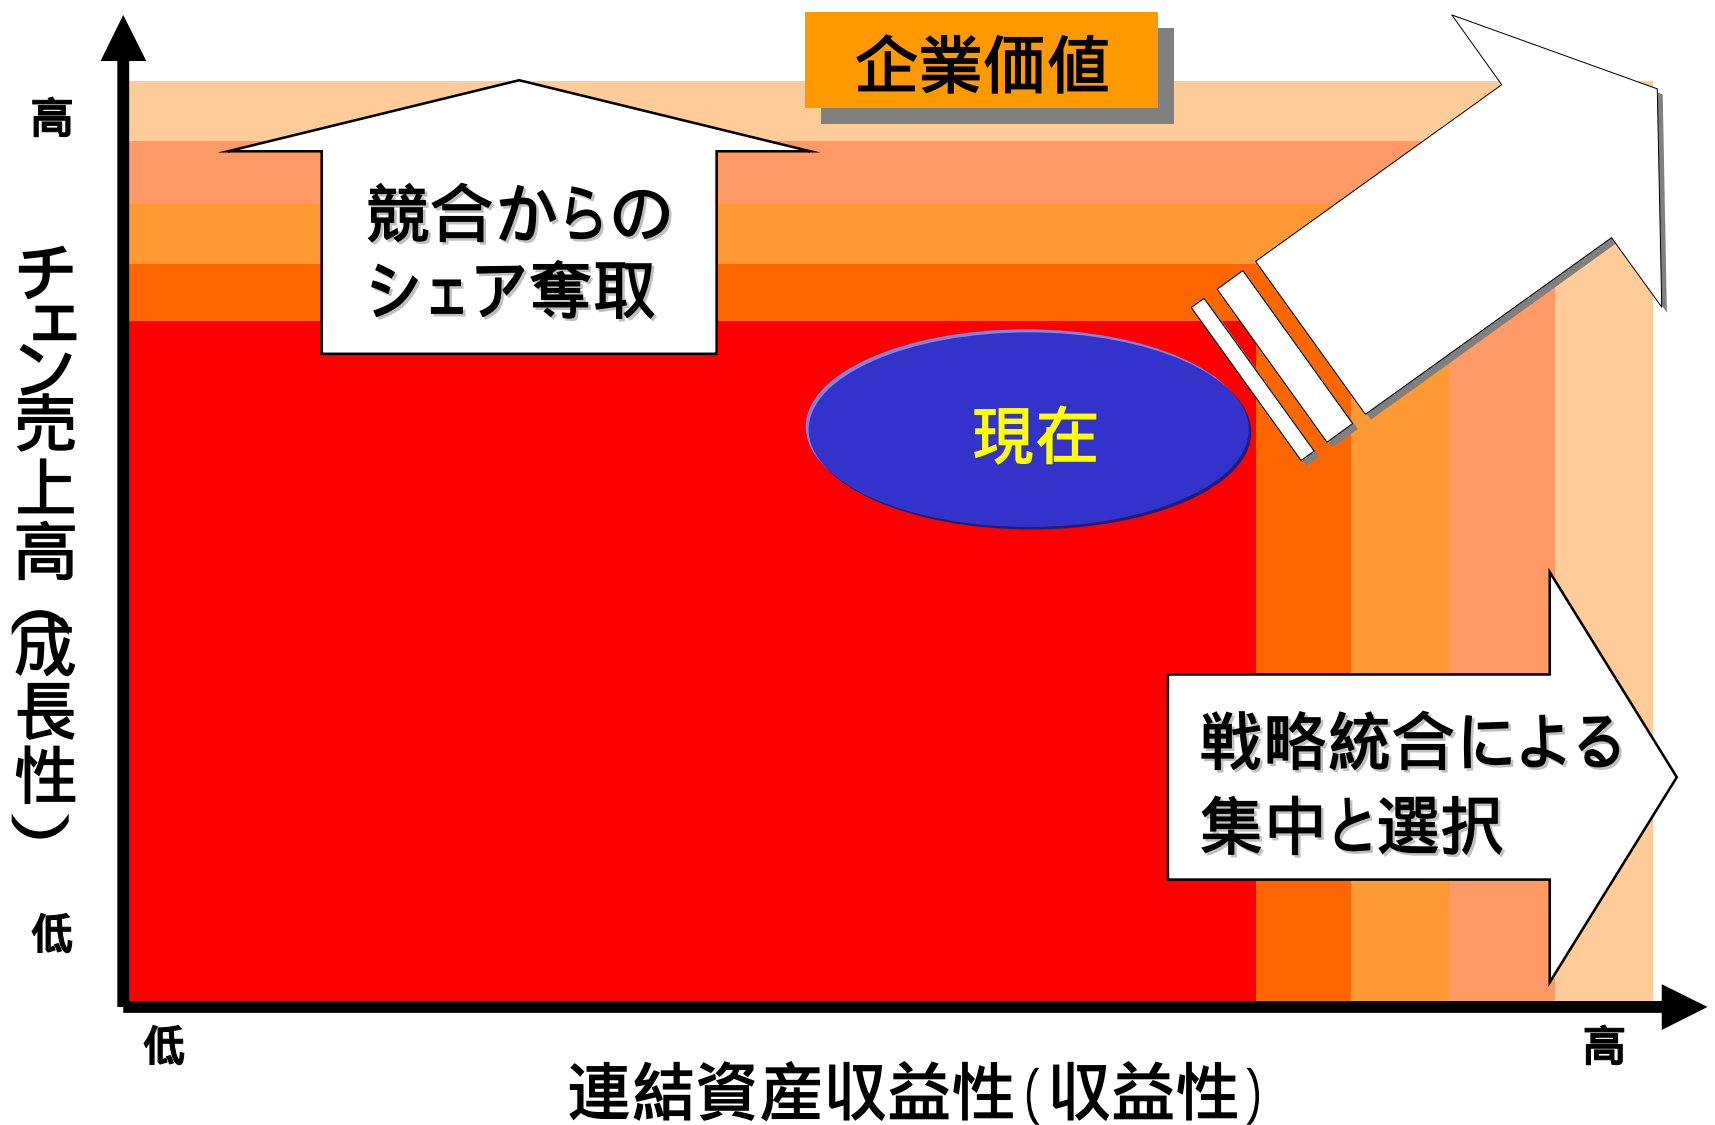 企業価値
高
競合からの
シェア奪取
チェン売上高(成長性)
現在
戦略統合による
集中と選択
低
低
高
連結資産収益性(収益性)